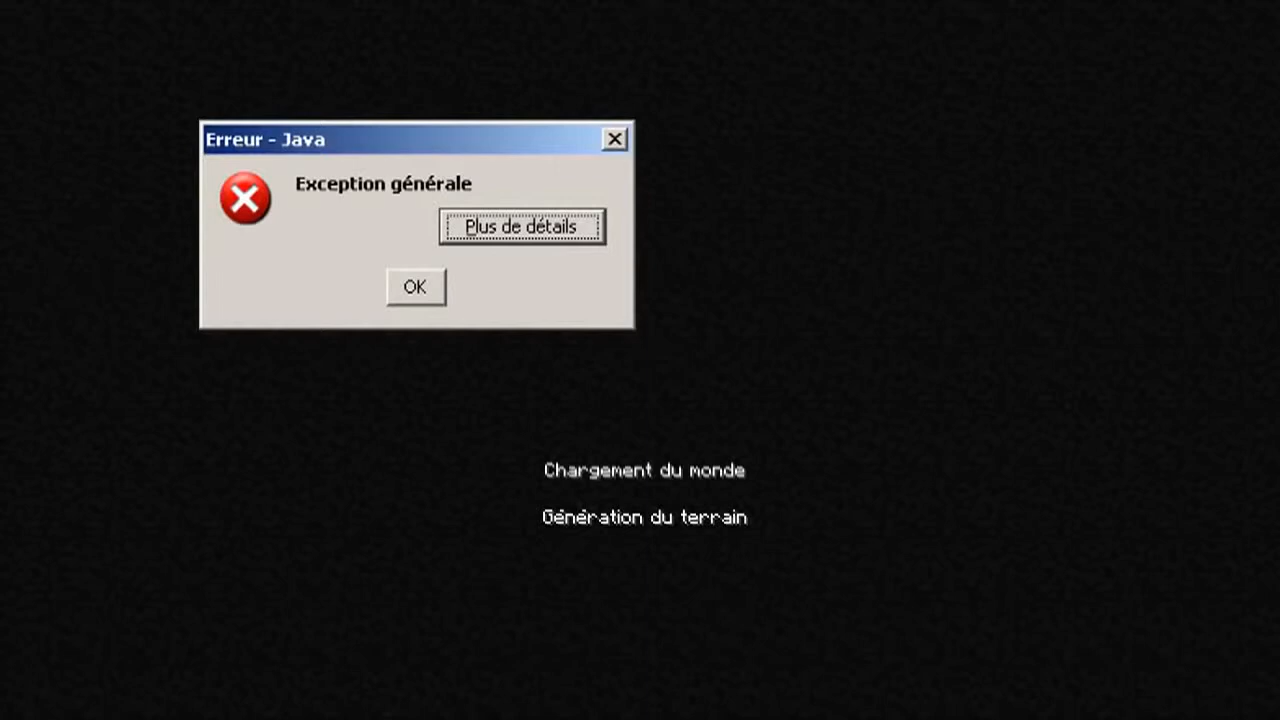 Erreur - Java
Exception générale
Plus de détails
OK
Chargement du monde
Génération du terrain